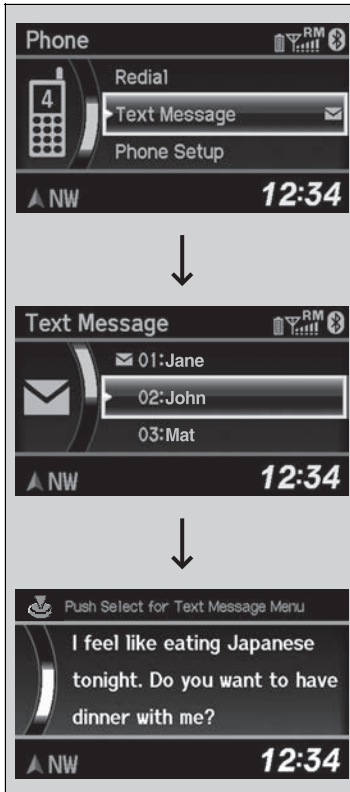 Phone
RM
4
Redial
Text Message
Phone Setup
NW
12:34
Text Message
RM
01:Jane
02:John
03:Mat
NW
12:34
Push Select for Text Message Menu
I feel like eating Japanese
tonight. Do you want to have
dinner with me?
NW
12:34